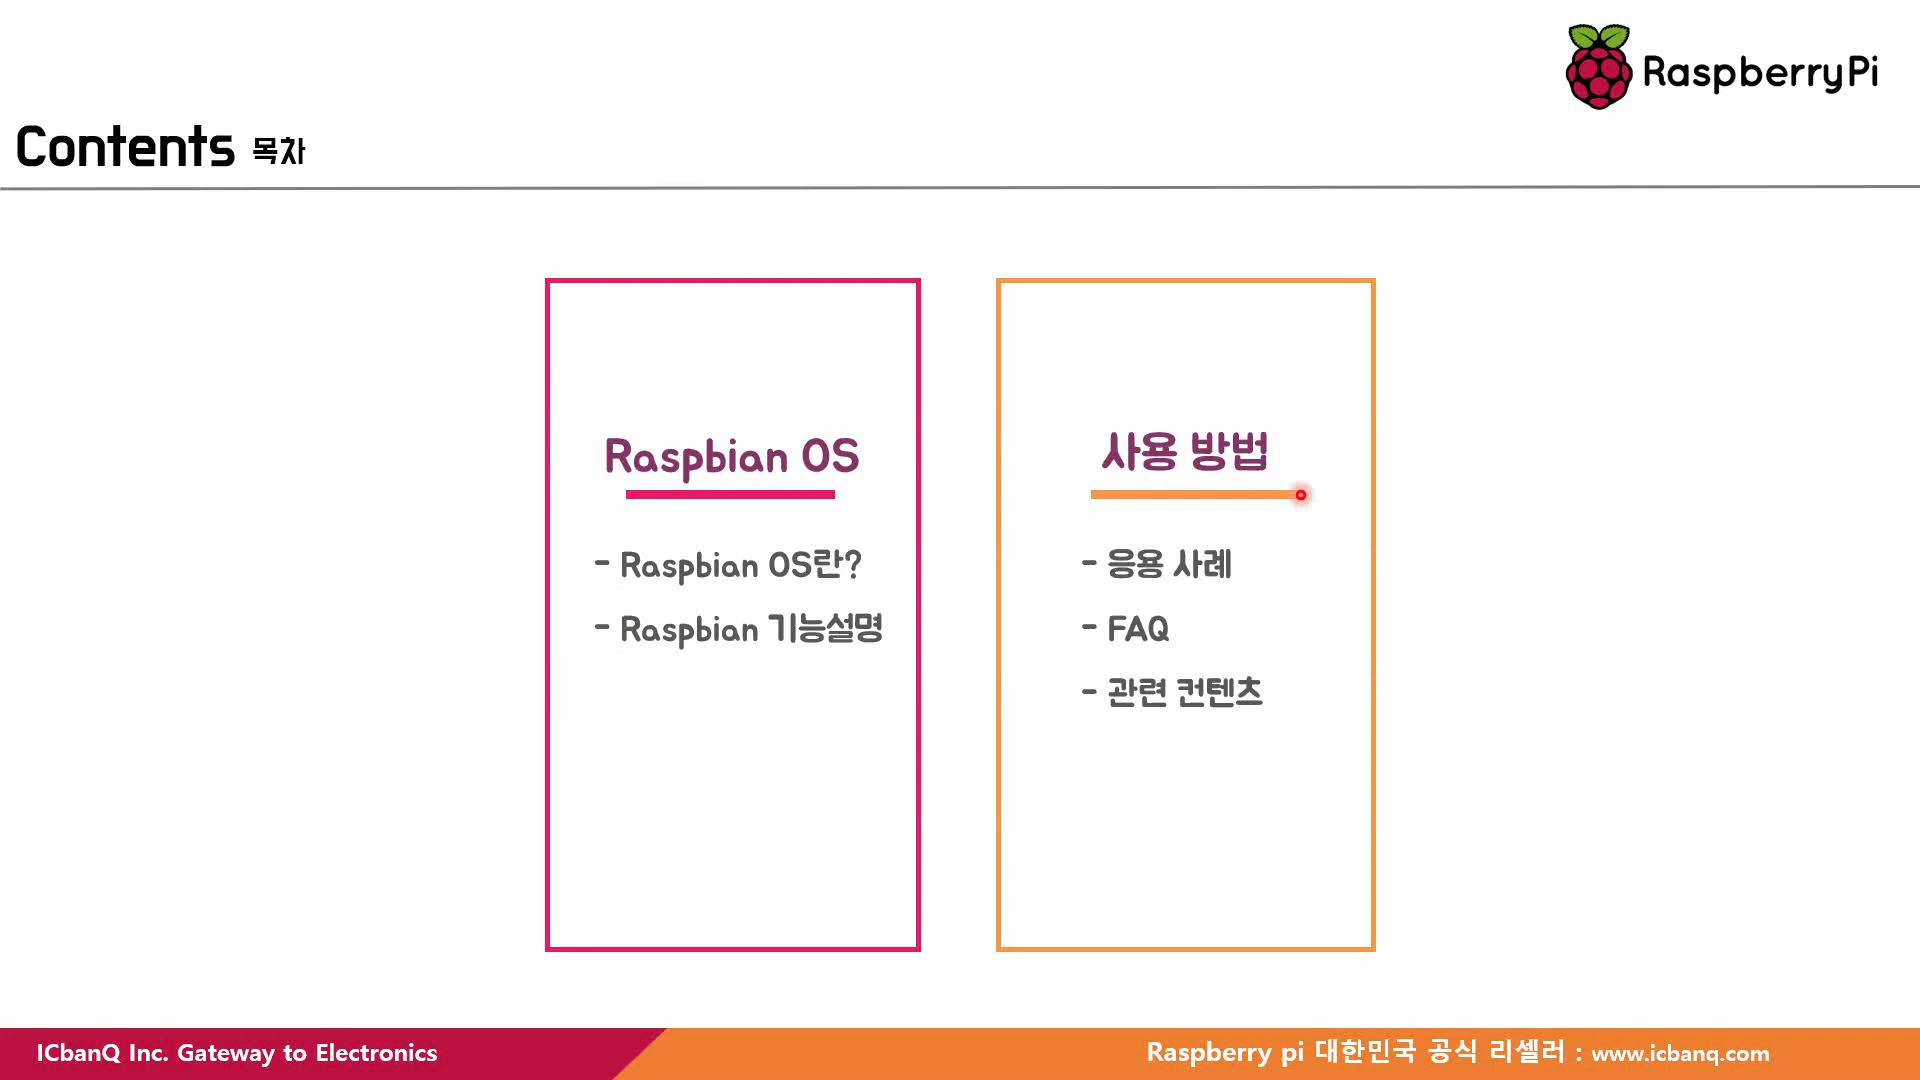 RaspberryPi
Contents 목차
Raspbian OS
- Raspbian OS란?
- Raspbian 기능설명
사용 방법
- 응용 사례
- FAQ
- 관련 컨텐츠
ICbanQ Inc. Gateway to Electronics
Raspberry pi 대한민국 공식 리셀러 : www.icbanq.com